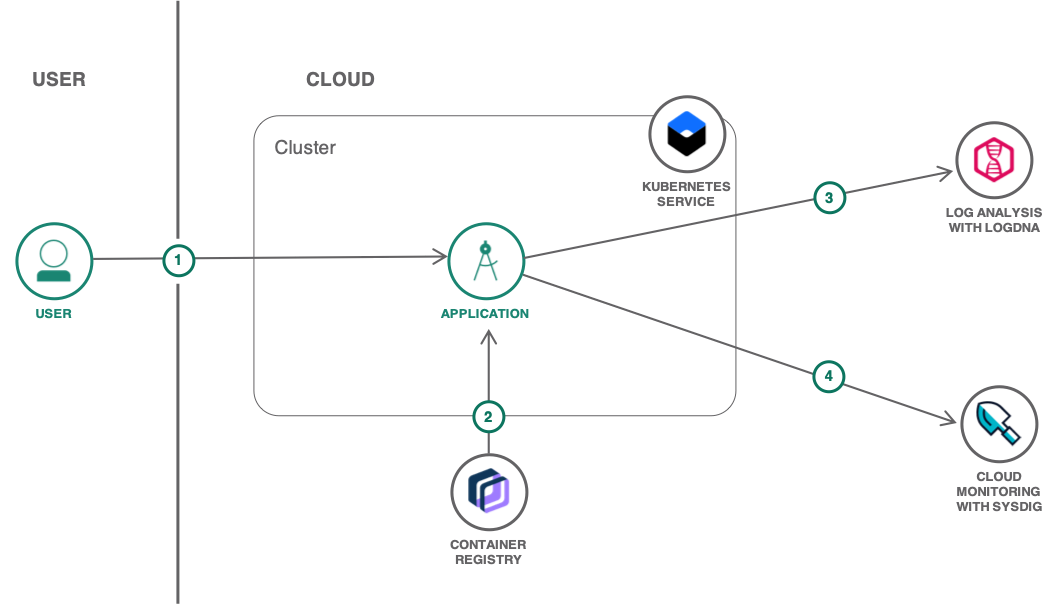 USER
CLOUD
Cluster
KUBERNETES
SERVICE
LOG ANALYSIS
WITH LOGDNA
3
1
USER
APPLICATION
4
2
CLOUD
MONITORING
WITH SYSDIG
CONTAINER
REGISTRY